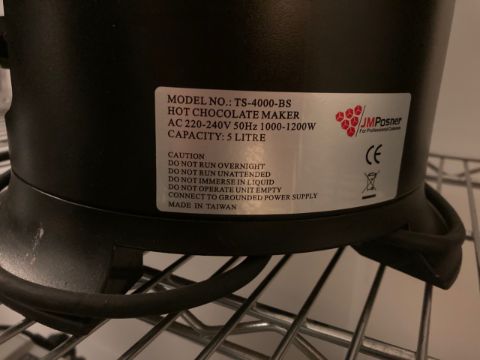 MODEL NO.: TS-4000-BS
HOT CHOCOLATE MAKER
AC 220-240V 50Hz 1000-1200W
CAPACITY: 5 LITRE
JMPosner
For Professional Caterers
CE
CAUTION
DO NOT RUN OVERNIGHT
DO NOT RUN UNATTENDED
DO NOT IMMERSE IN LIQUID
DO NOT OPERATE UNIT EMPTY
CONNECT TO GROUNDED POWER SUPPLY
MADE IN TAIWAN